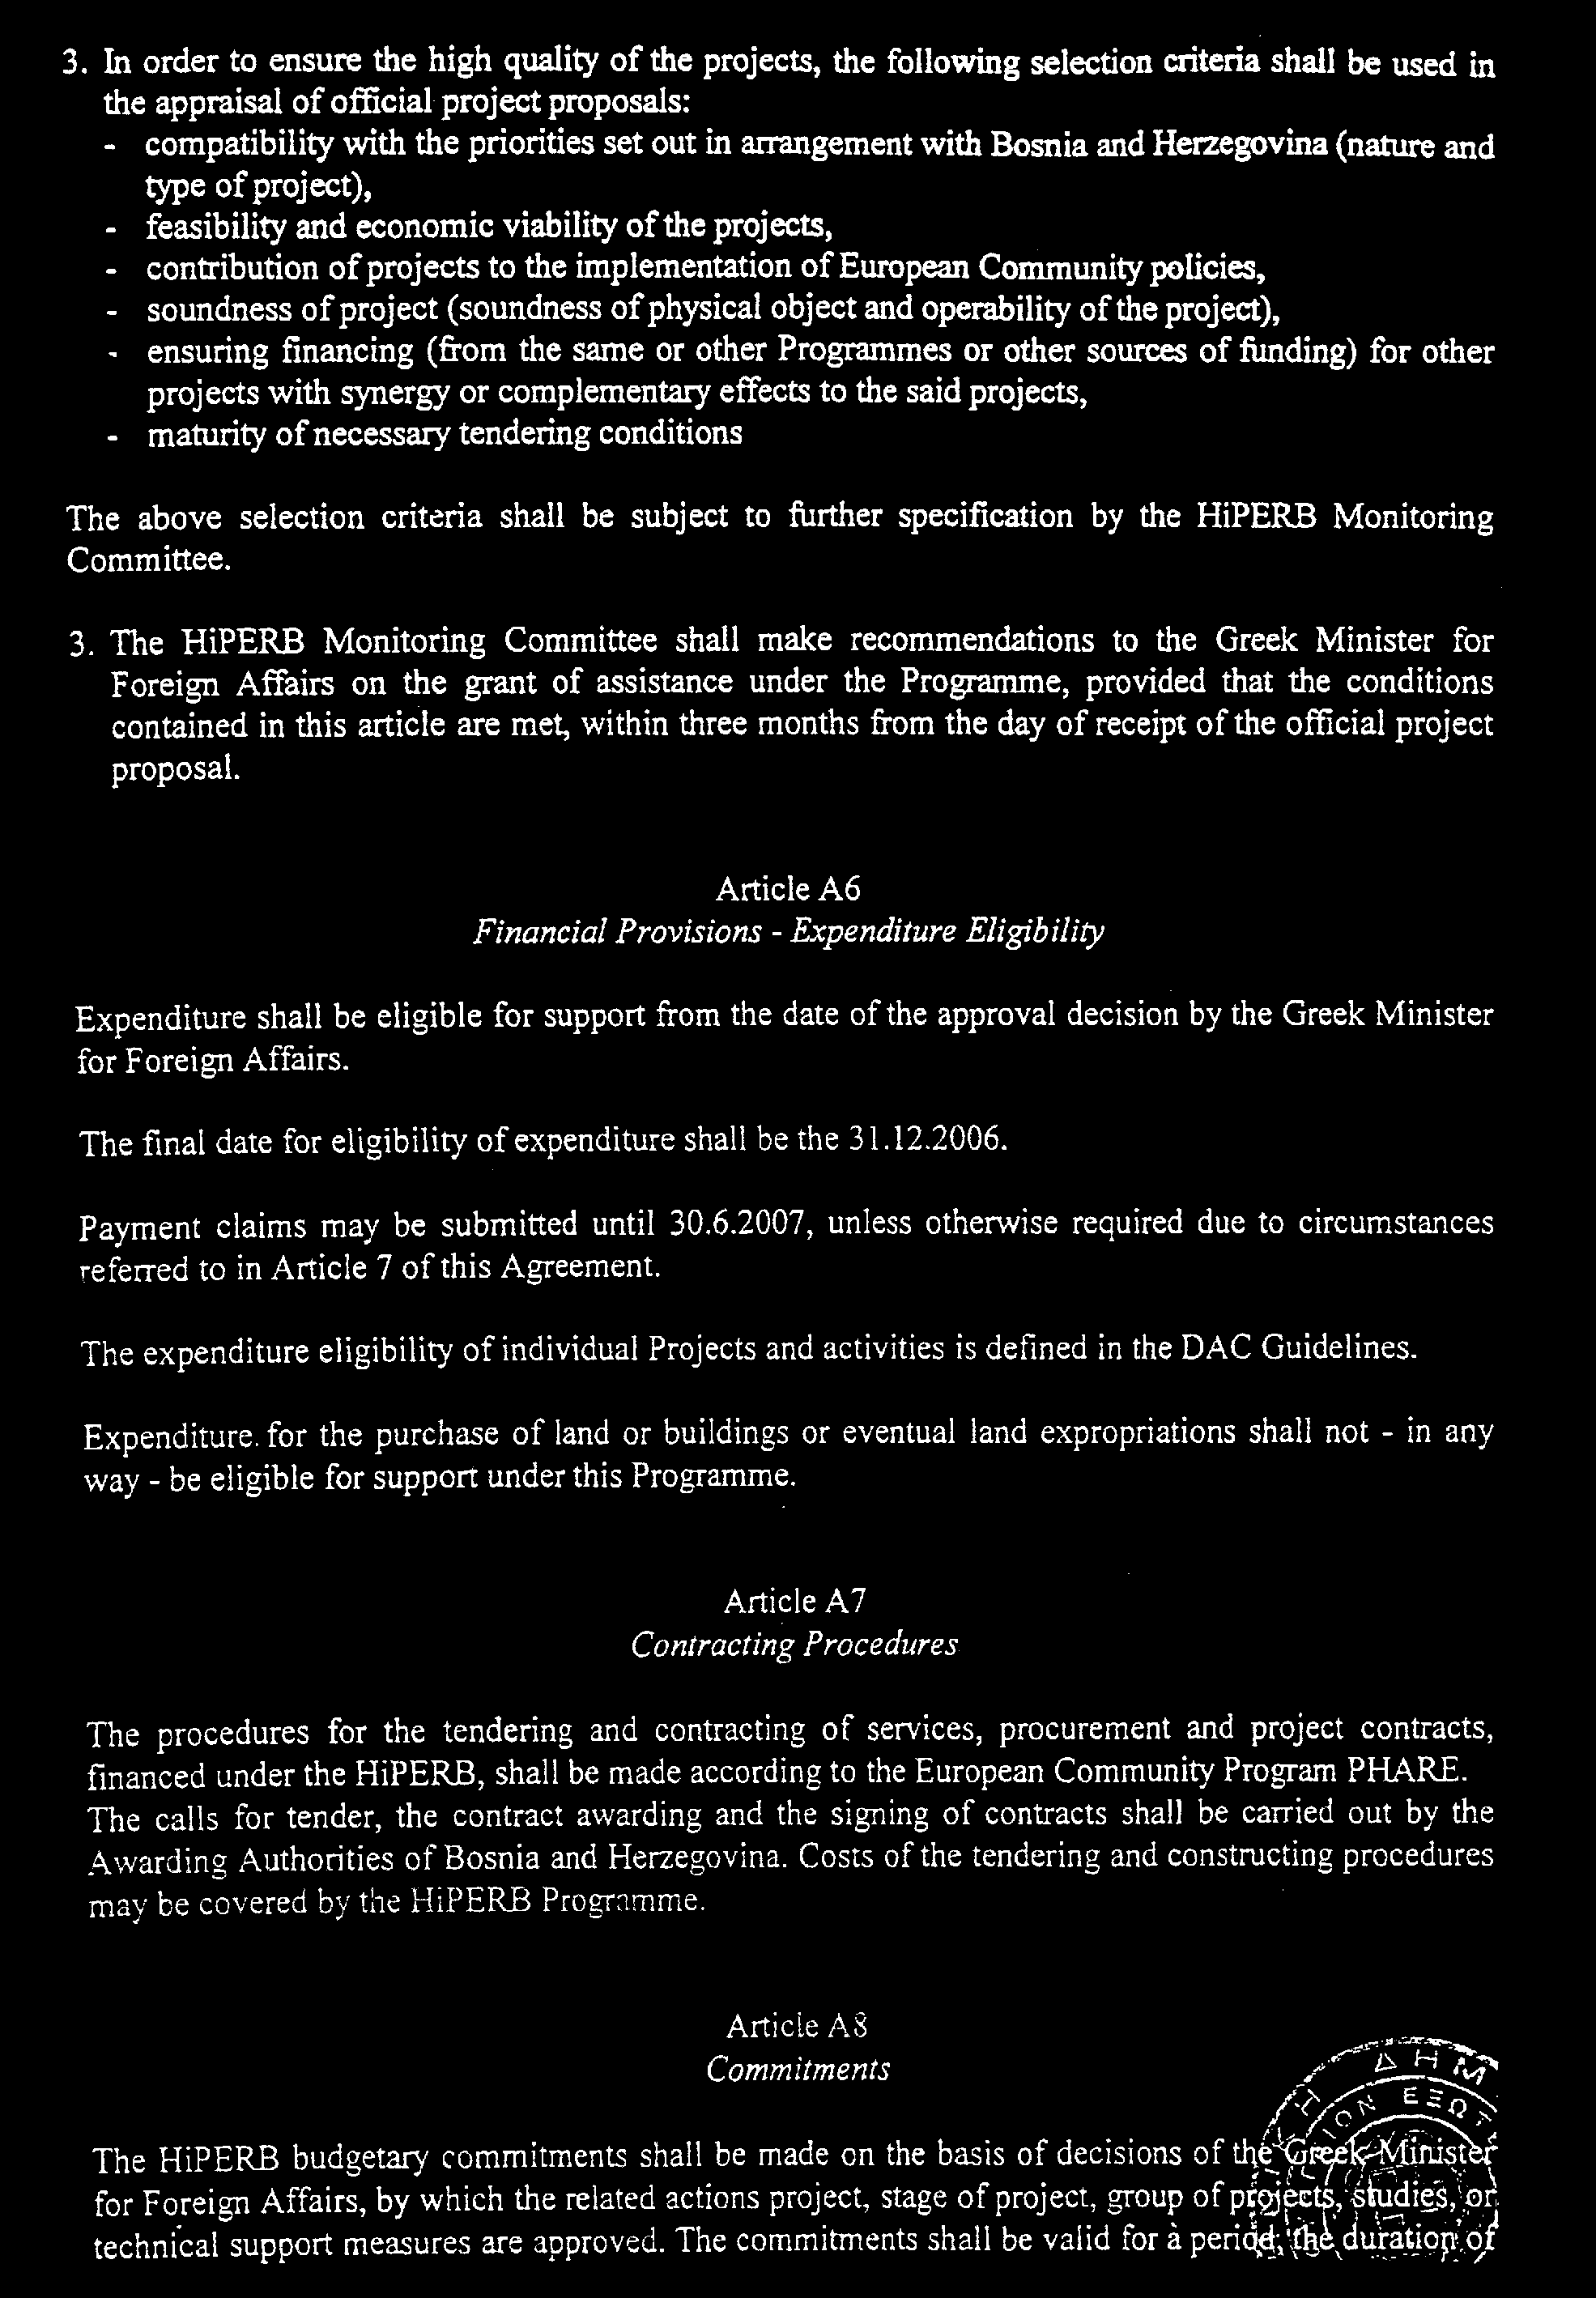 3. In order to ensure the high quality of the projects, the following selection criteria shall be used in
the appraisal of official project proposals:
- compatibility with the priorities set out in arrangement with Bosnia and Herzegovina (nature and
type of project),
- feasibility and economic viability of the projects,
- contribution of projects to the implementation of European Community policies,
- soundness of project (soundness of physical object and operability of the project),
- ensuring financing (from the same or other Programmes or other sources of funding) for other
projects with synergy or complementary effects to the said projects,
- maturity of necessary tendering conditions
The above selection criteria shall be subject to further specification by the HiPERB Monitoring
Committee.
3. The HiPERB Monitoring Committee shall make recommendations to the Greek Minister for
Foreign Affairs on the grant of assistance under the Programme, provided that the conditions
contained in this article are met, within three months from the day of receipt of the official project
proposal.
Article A6
Financial Provisions - Expenditure Eligibility
Expenditure shall be eligible for support from the date of the approval decision by the Greek Minister
for Foreign Affairs.
The final date for eligibility of expenditure shall be the 31.12.2006.
Payment claims may be submitted until 30.6.2007, unless otherwise required due to circumstances
referred to in Article 7 of this Agreement.
The expenditure eligibility of individual Projects and activities is defined in the DAC Guidelines.
Expenditure for the purchase of land or buildings or eventual land expropriations shall not - in any
way - be eligible for support under this Programme.
Article A7
Contracting Procedures
The procedures for the tendering and contracting of services, procurement and project contracts,
financed under the HiPERB, shall be made according to the European Community Program PHARE.
The calls for tender, the contract awarding and the signing of contracts shall be carried out by the
Awarding Authorities of Bosnia and Herzegovina. Costs of the tendering and constructing procedures
may be covered by the HiPERB Programme.
Article A8
Commitments
ΔΗΜ
ΕΞΩΤ
The HiPERB budgetary commitments shall be made on the basis of decisions of the Greek Minister
for Foreign Affairs, by which the related actions project, stage of project, group of projects, studies, or
technical support measures are approved. The commitments shall be valid for a period, the duration of